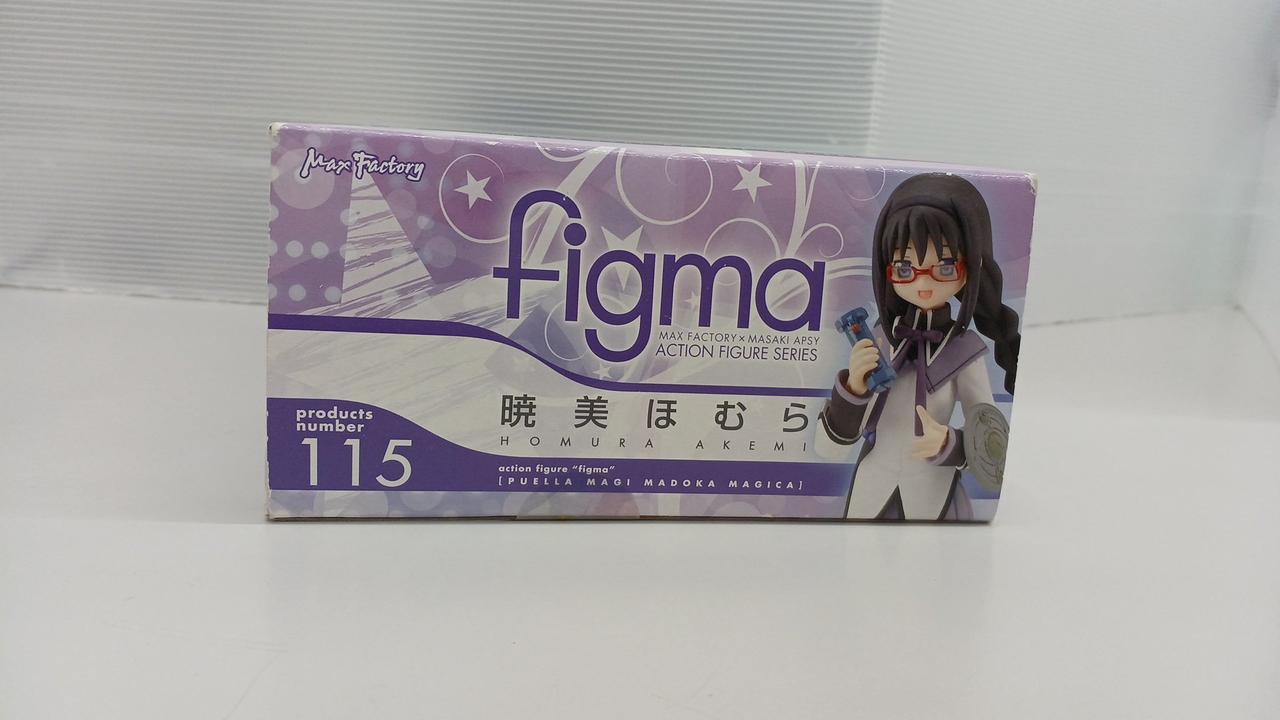 Max Factory
figma
MAX FACTORY × MASAKI APSY
ACTION FIGURE SERIES
products
number
115
暁美ほむら
HOMURA AKEMI
action figure "figma"
[PUELLA MAGI MADOKA MAGICA]